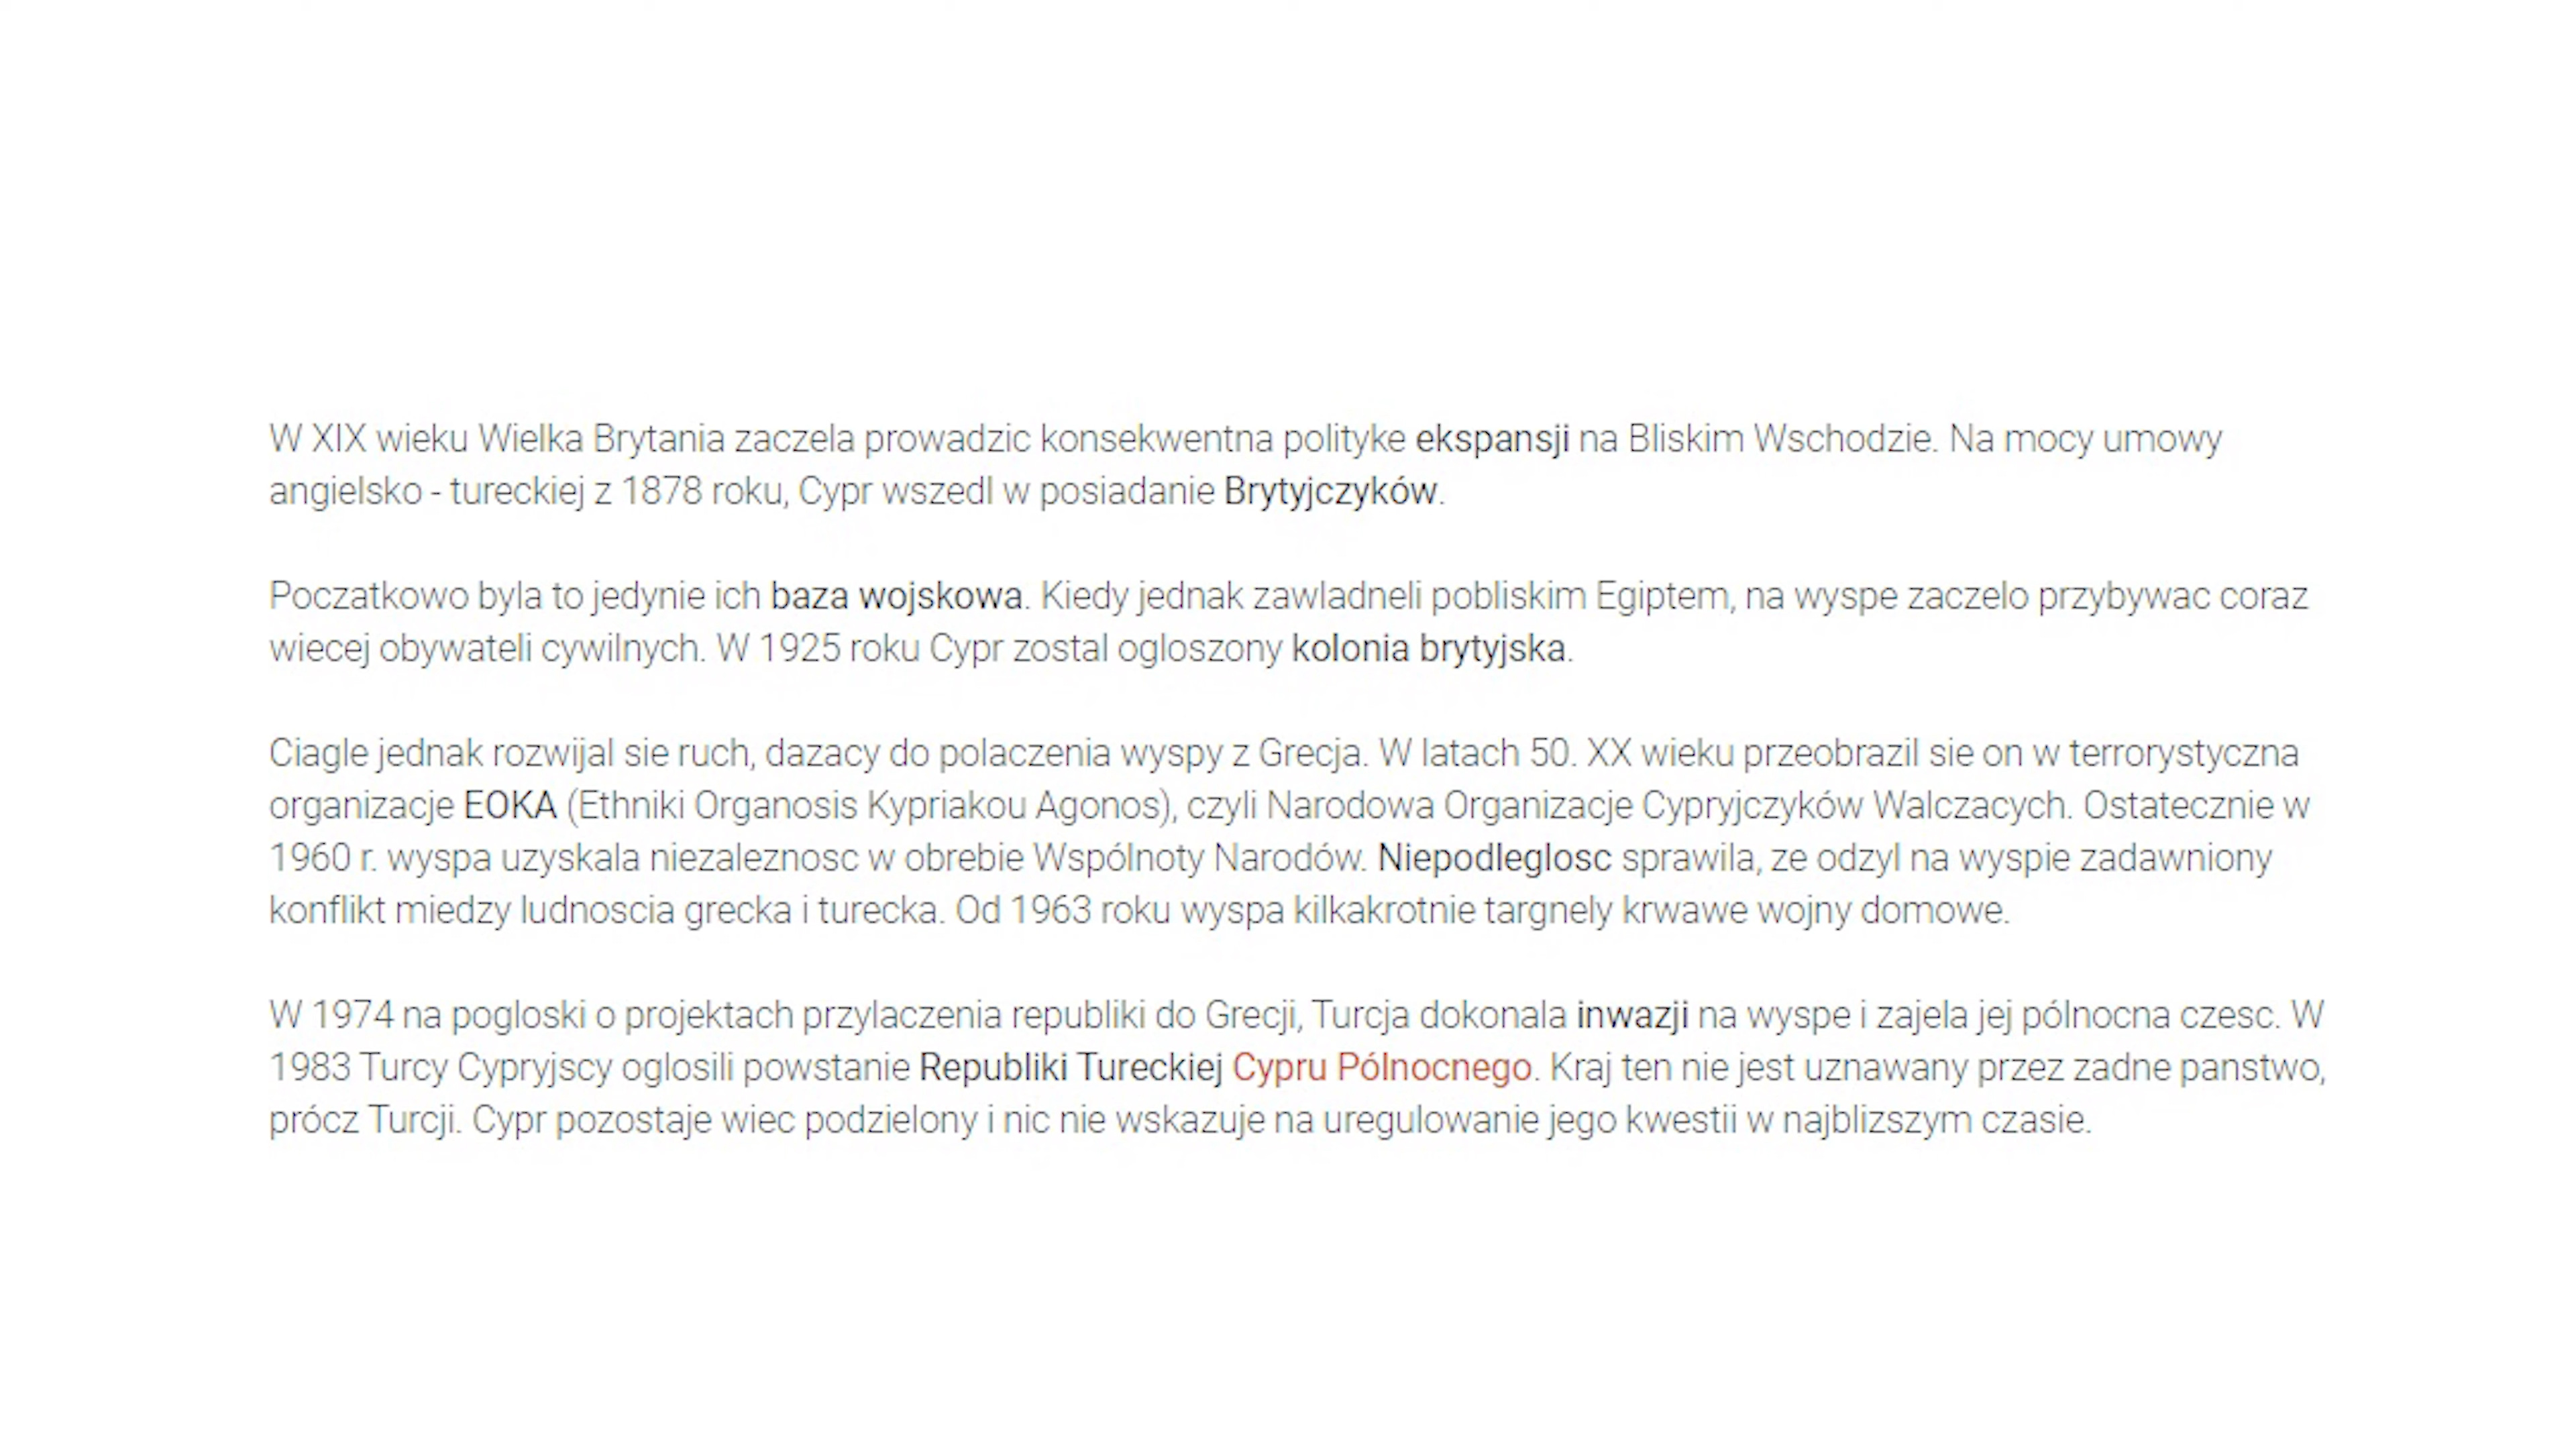 W XIX wieku Wielka Brytania zaczela prowadzic konsekwentna polityke ekspansji na Bliskim Wschodzie. Na mocy umowy
angielsko - tureckiej z 1878 roku, Cypr wszedl w posiadanie Brytyjczyków.
Poczatkowo byla to jedynie ich baza wojskowa. Kiedy jednak zawladneli pobliskim Egiptem, na wyspe zaczelo przybywac coraz
wiecej obywateli cywilnych. W 1925 roku Cypr zostal ogloszony kolonia brytyjska.
Ciagle jednak rozwijal sie ruch, dazacy do polaczenia wyspy z Grecja. W latach 50. XX wieku przeobrazil sie on w terrorystyczna
organizacje EOKA (Ethniki Organosis Kypriakou Agonos), czyli Narodowa Organizacje Cypryjczyków Walczacych. Ostatecznie w
1960 r. wyspa uzyskala niezaleznosc w obrebie Wspólnoty Narodów. Niepodleglosc sprawila, ze odzyl na wyspie zadawniony
konflikt miedzy ludnoscia grecka i turecka. Od 1963 roku wyspa kilkakrotnie targnely krwawe wojny domowe.
W 1974 na pogloski o projektach przylaczenia republiki do Grecji, Turcja dokonala inwazji na wyspe i zajela jej pólnocna czesc. W
1983 Turcy Cypryjscy oglosili powstanie Republiki Tureckiej Cypru Pólnocnego. Kraj ten nie jest uznawany przez zadne panstwo,
prócz Turcji. Cypr pozostaje wiec podzielony i nic nie wskazuje na uregulowanie jego kwestii w najblizszym czasie.